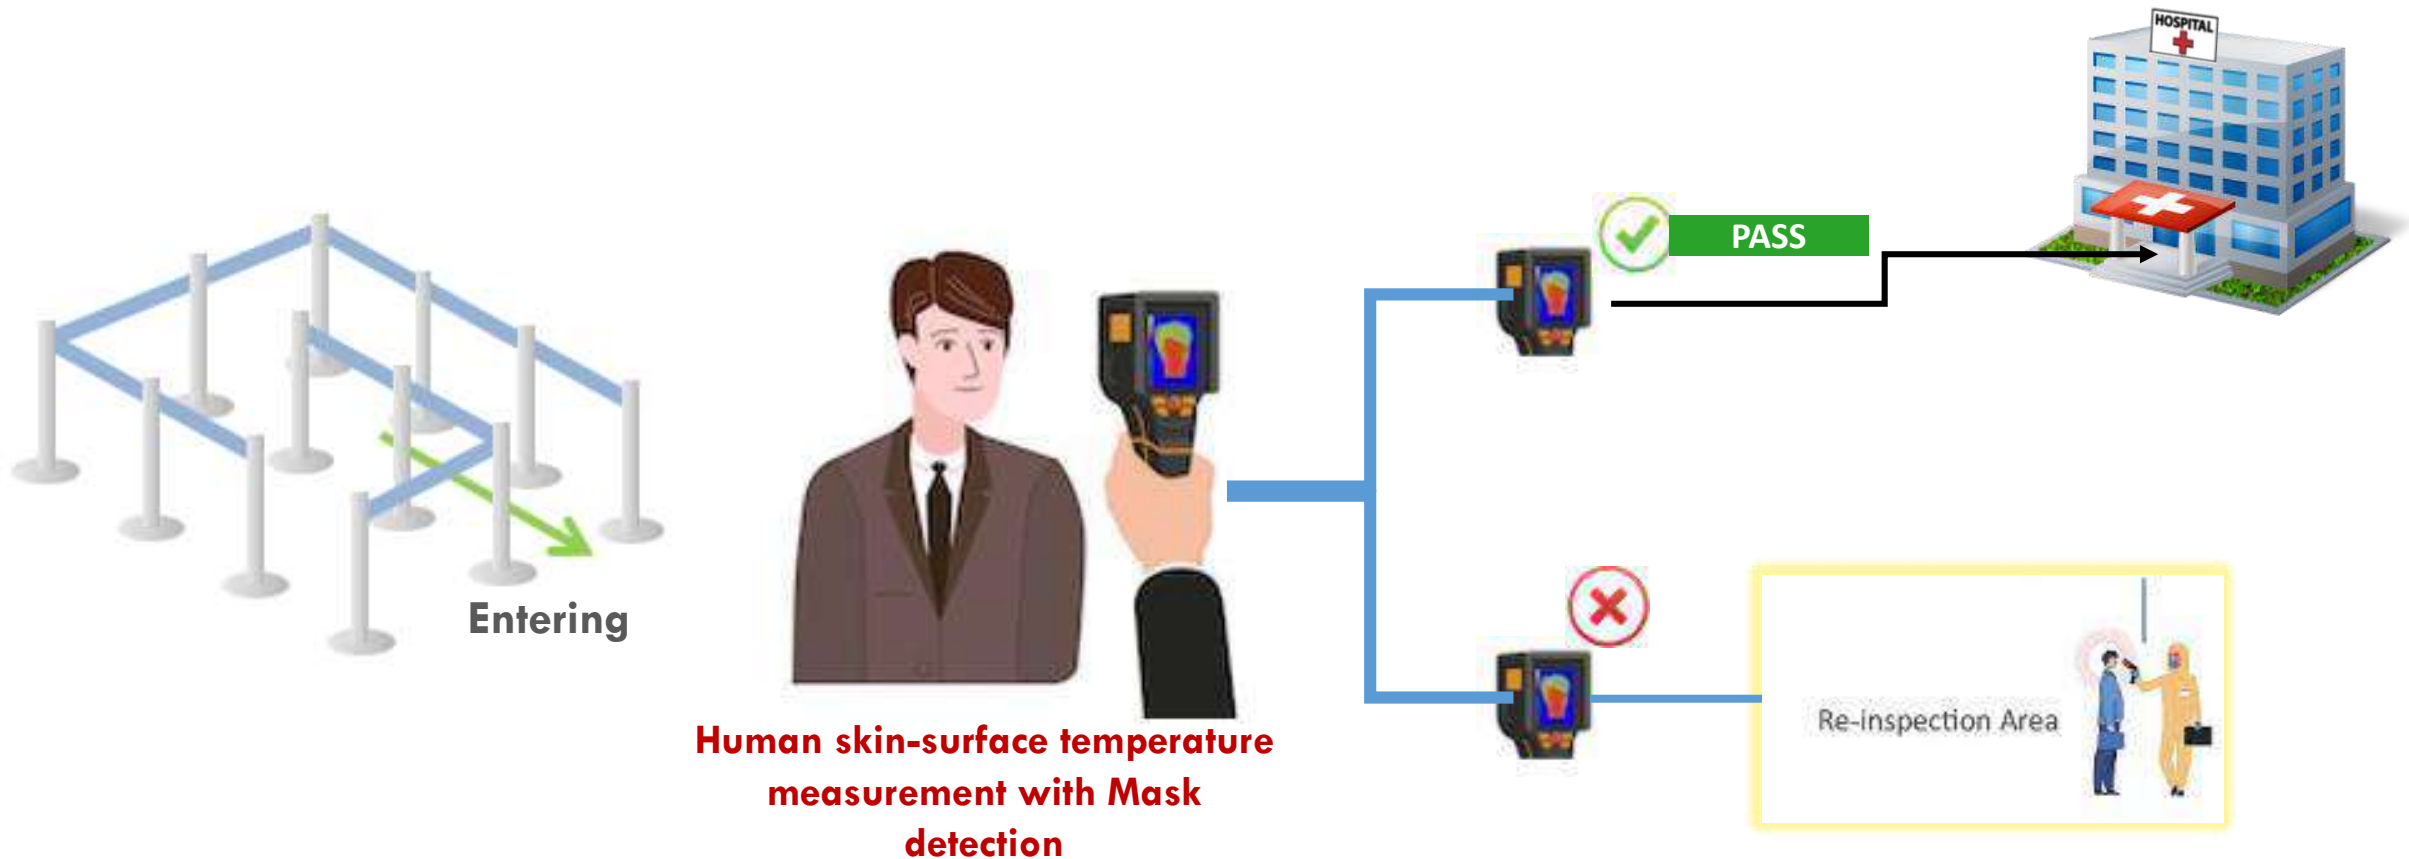 HOSPITAL
PASS
Entering
Re-inspection Area
Human skin-surface temperature
measurement with Mask
detection